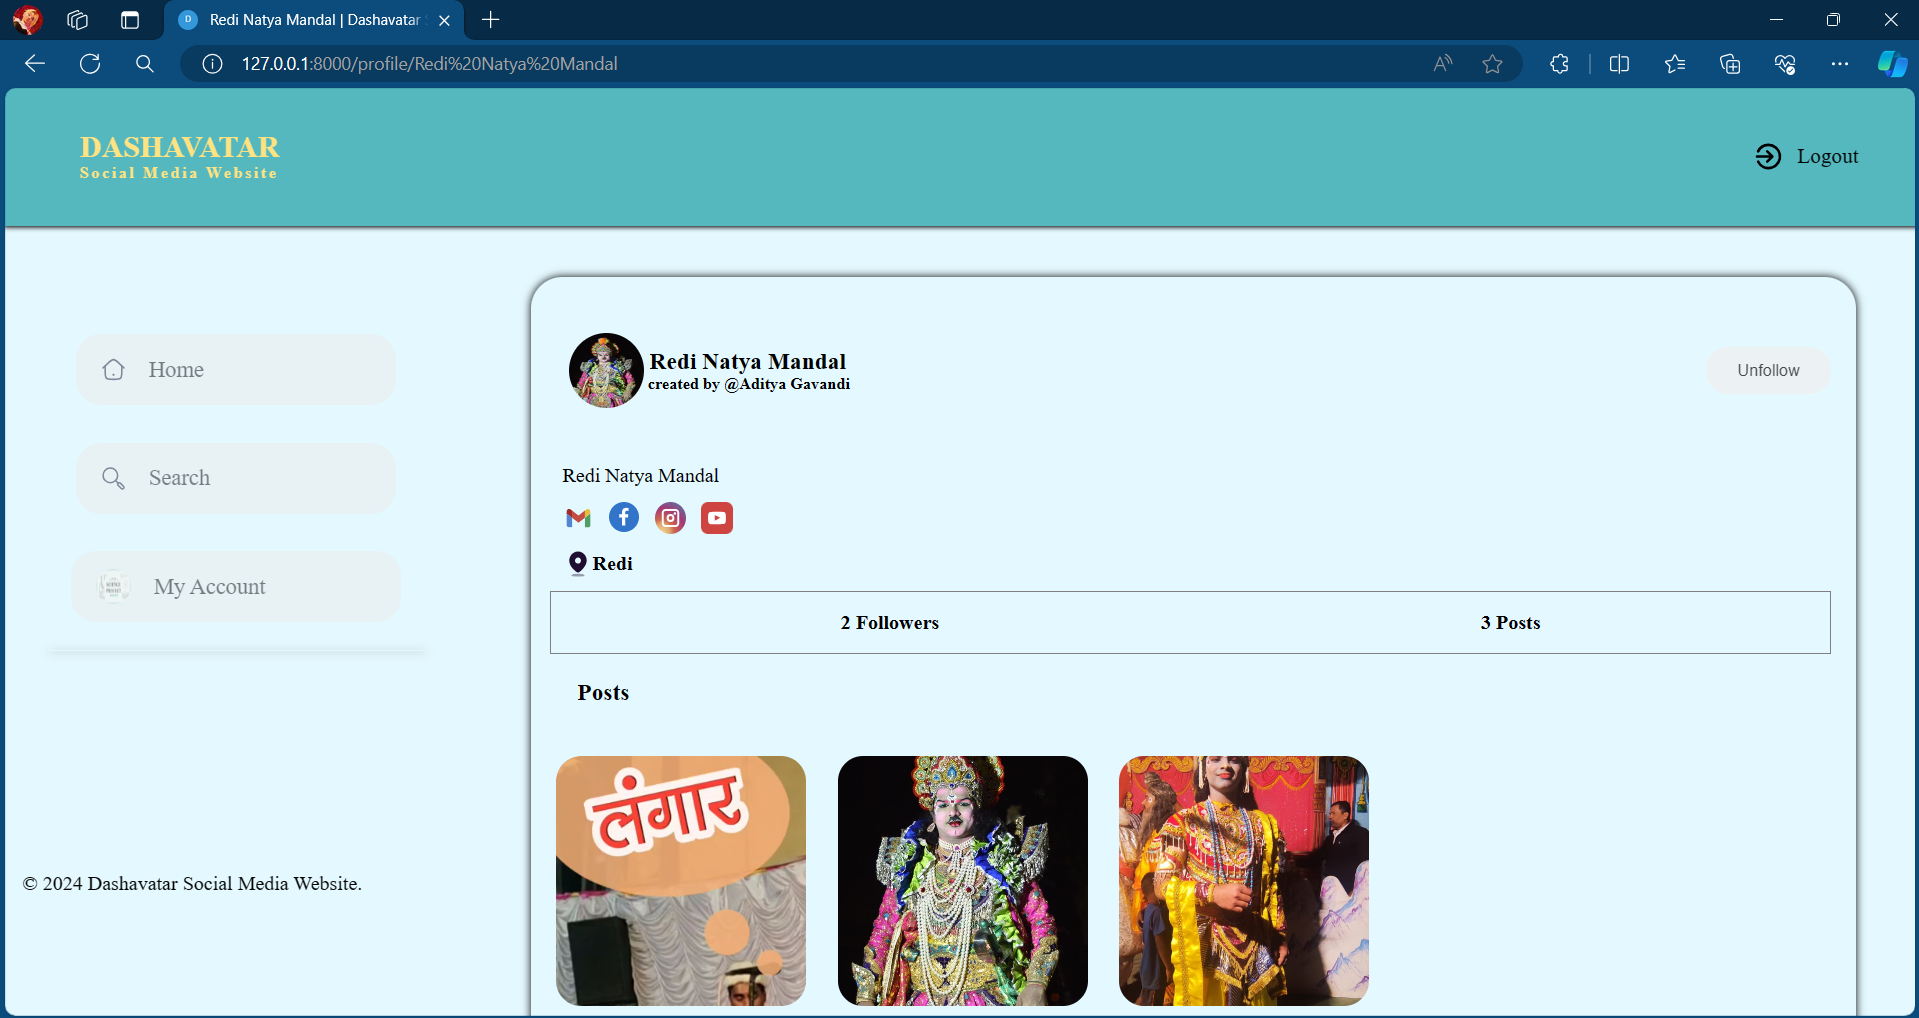 Redi Natya Mandal | Dashavatar
127.0.0.1:8000/profile/Redi%20Natya%20Mandal
DASHAVATAR
Social Media Website
Logout
Home
Search
My Account
© 2024 Dashavatar Social Media Website.
Redi Natya Mandal
created by @Aditya Gavandi
Unfollow
Redi Natya Mandal
Redi
2 Followers
3 Posts
Posts
लंगार